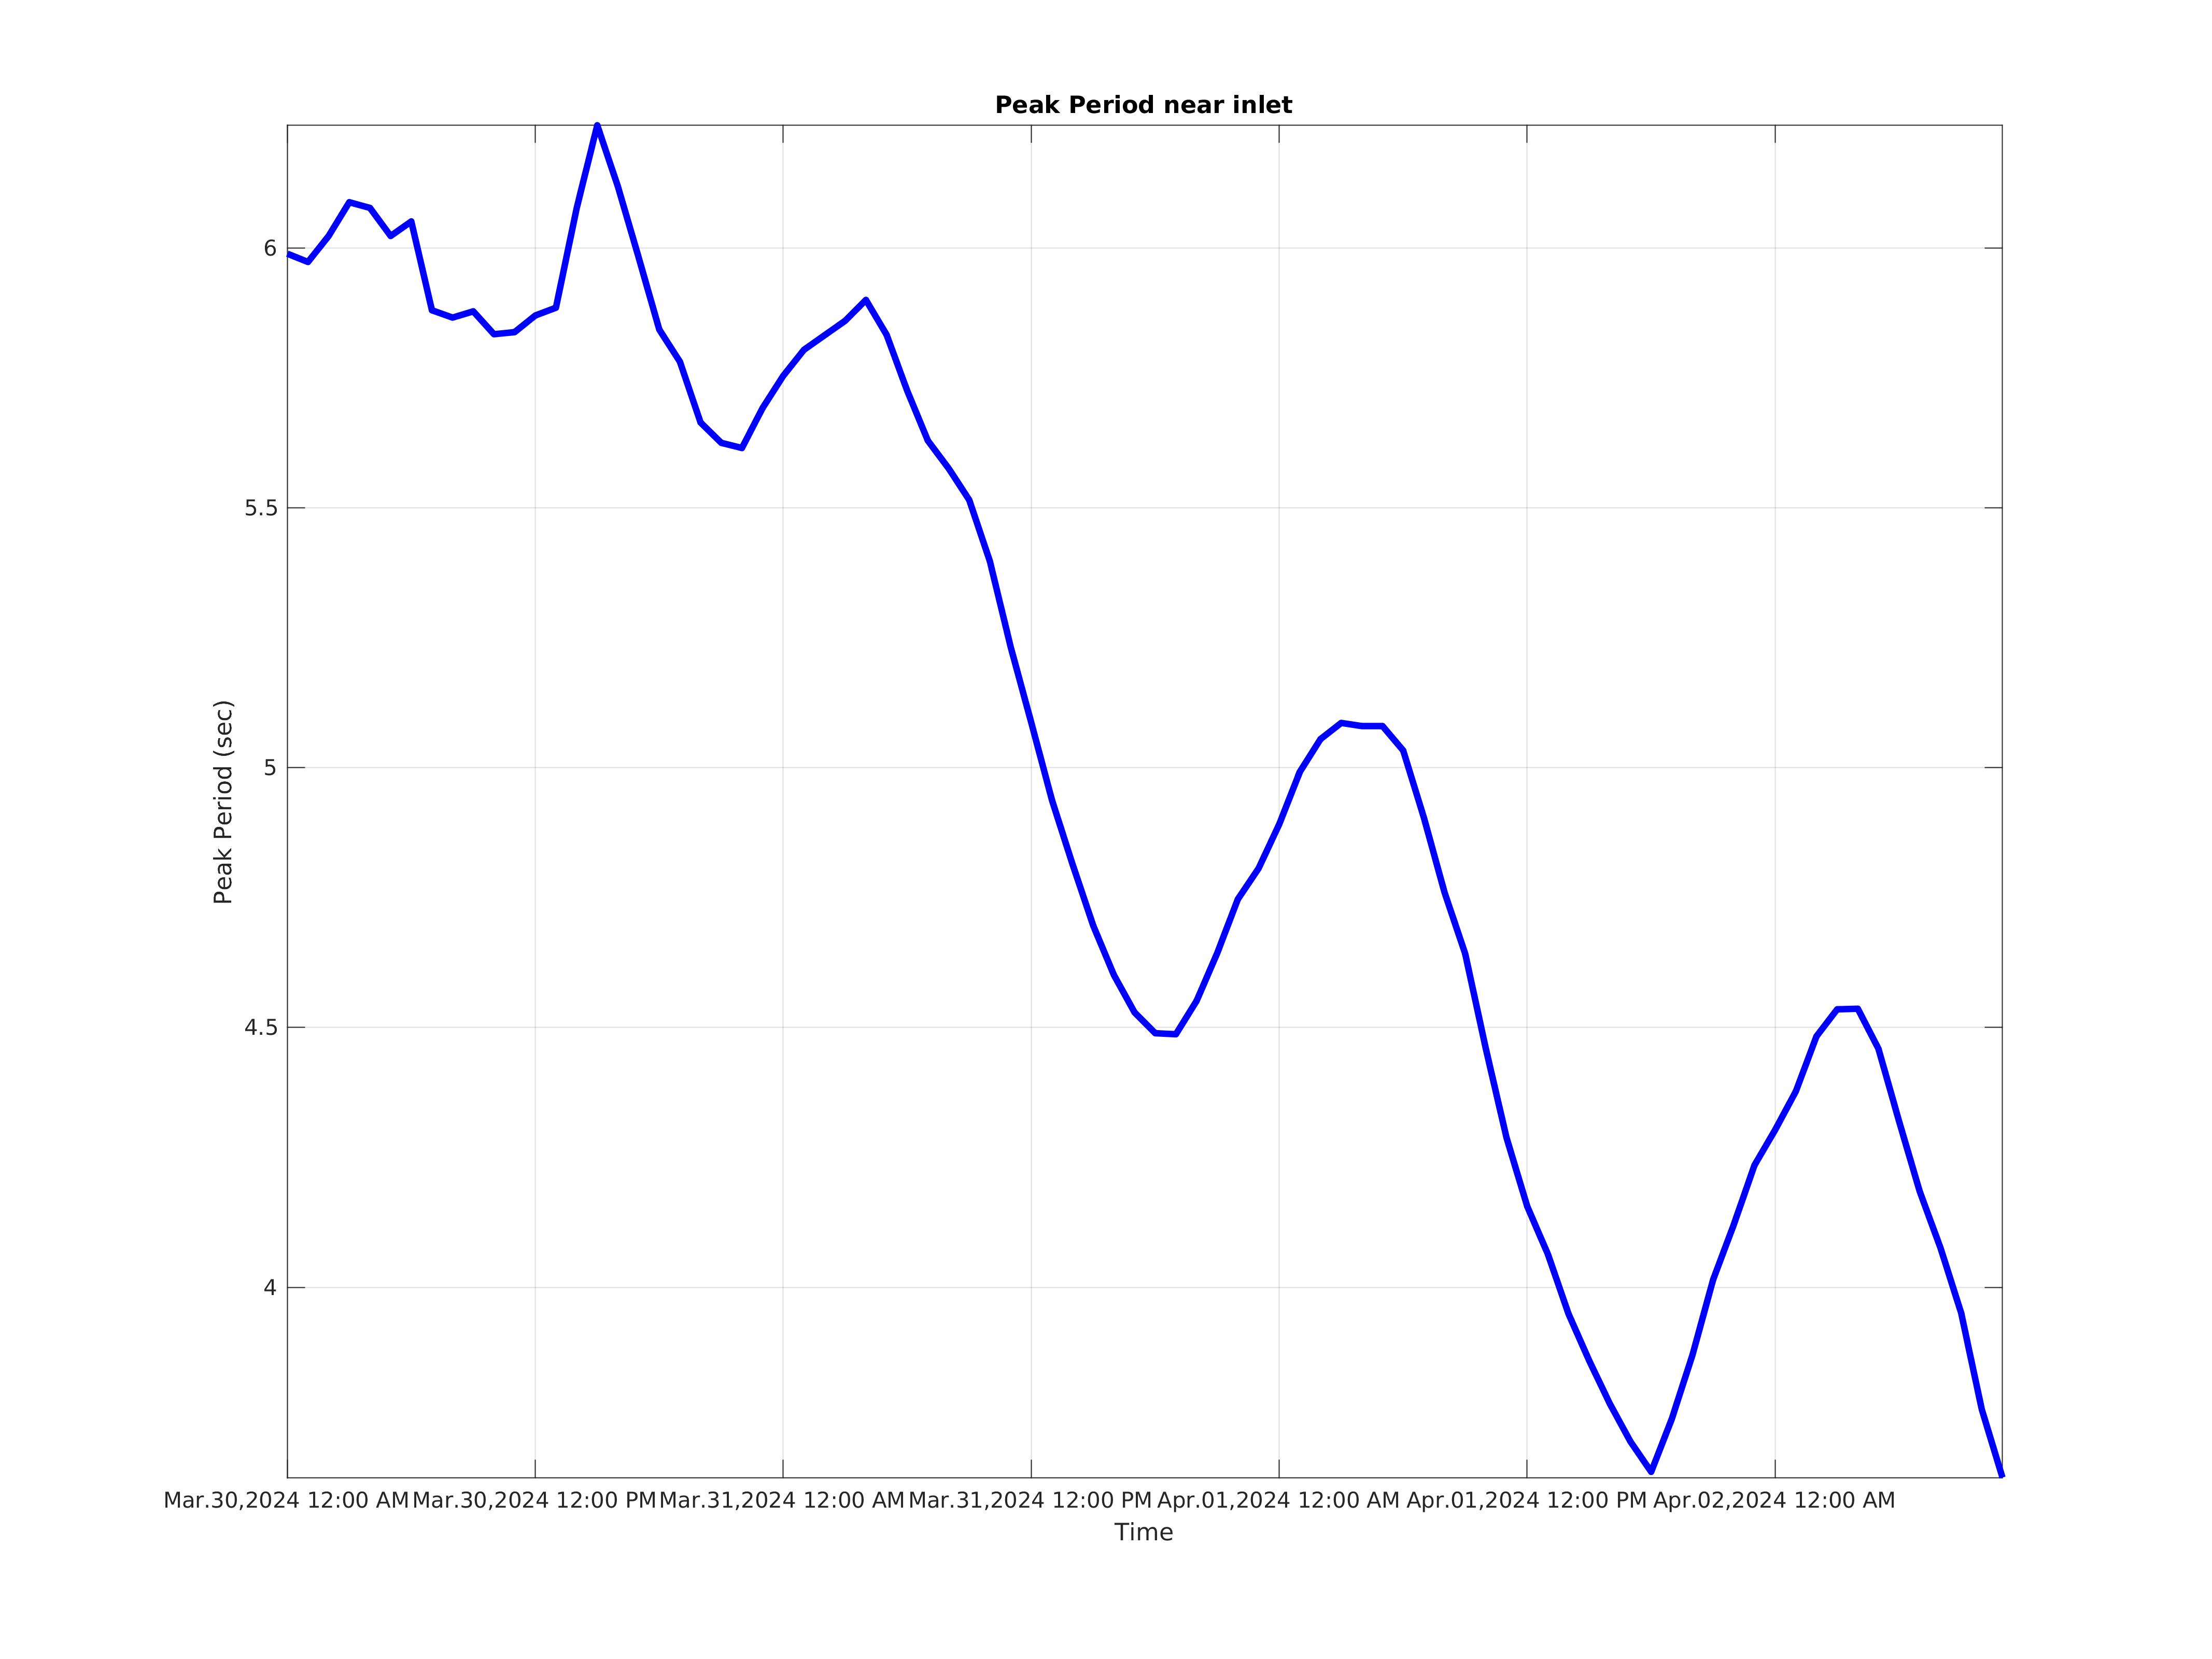 Peak Period near inlet
6
5.5
5
4.5
4
Peak Period (sec)
Mar.30,2024 12:00 AM Mar.30,2024 12:00 PM Mar.31,2024 12:00 AM Mar.31,2024 12:00 PM Apr.01,2024 12:00 AM Apr.01,2024 12:00 PM Apr.02,2024 12:00 AM
Time